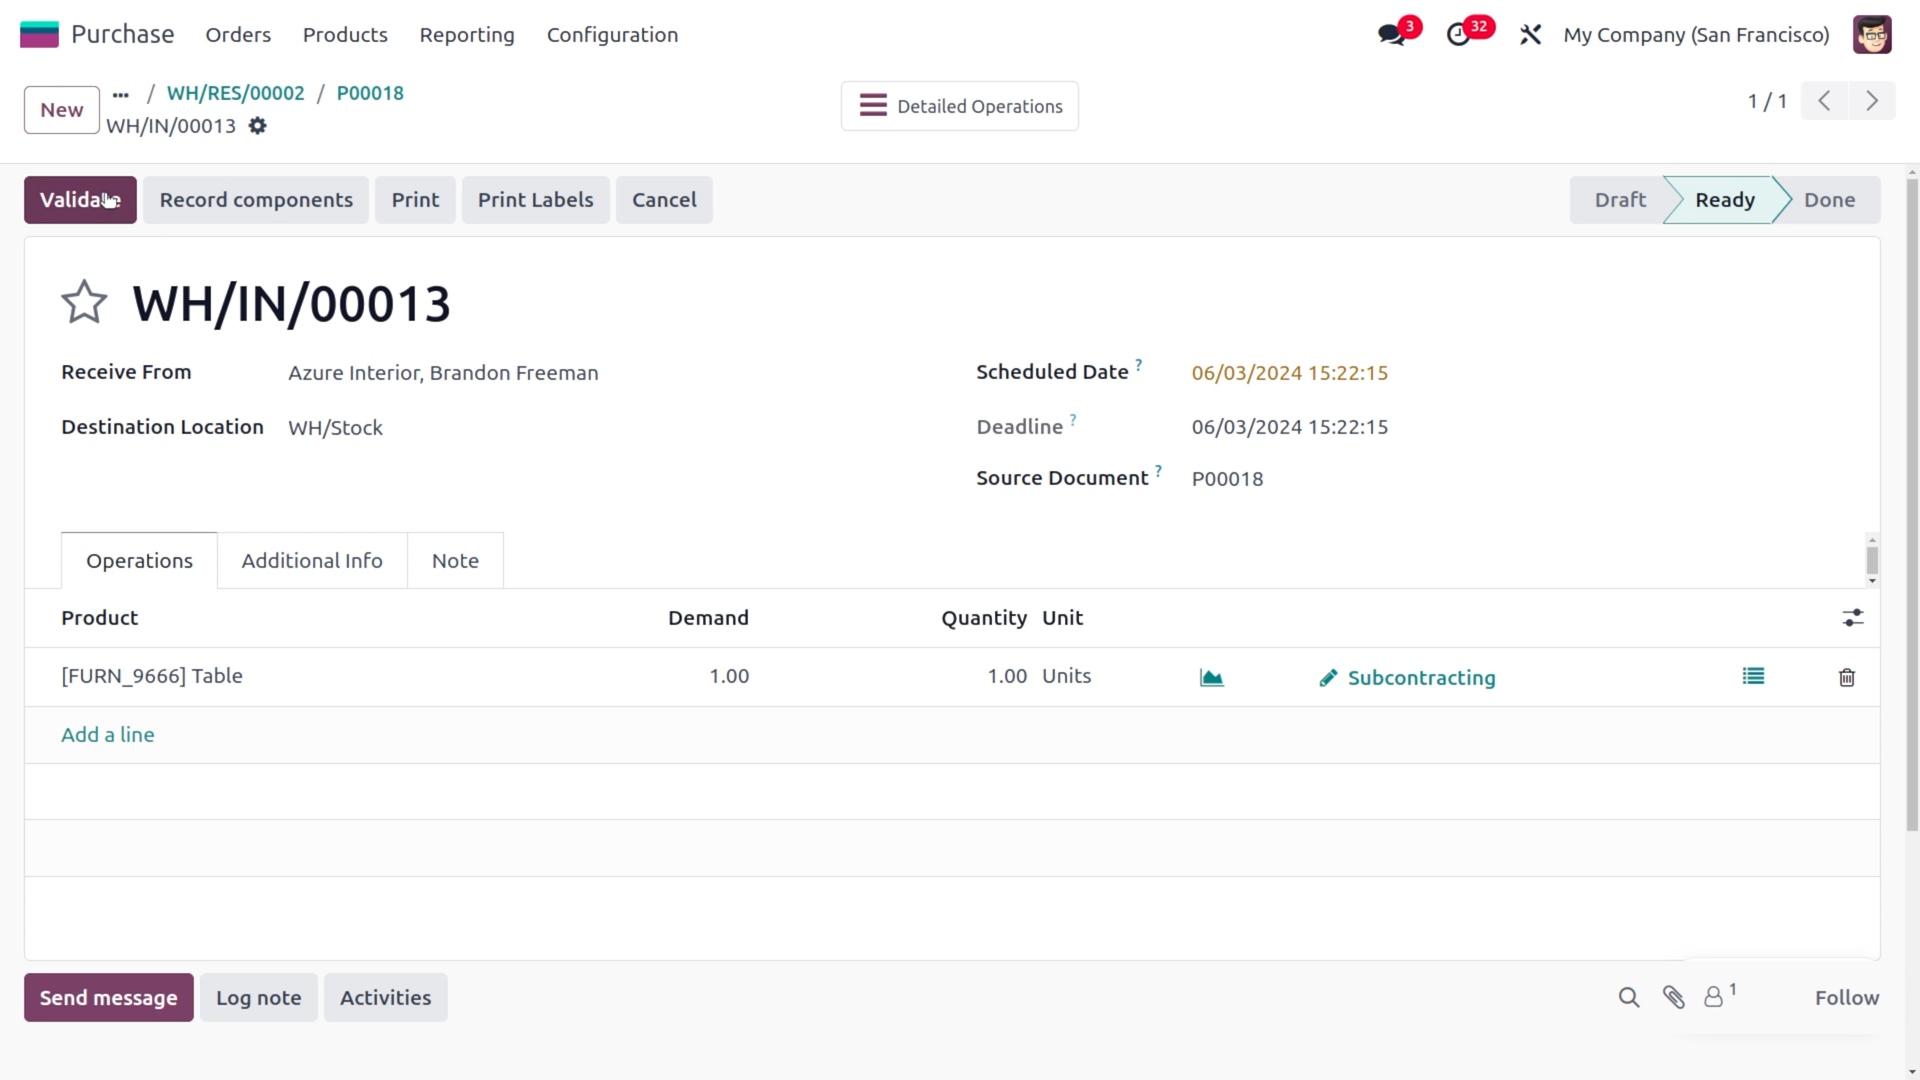 Purchase Orders Products Reporting Configuration 3 32 My Company (San Francisco)
New ... / WH/RES/00002 / P00018
WH/IN/00013
Detailed Operations
1 / 1
Validate Record components Print Print Labels Cancel Draft Ready Done
WH/IN/00013
Receive From Azure Interior, Brandon Freeman
Destination Location WH/Stock
Scheduled Date ? 06/03/2024 15:22:15
Deadline ? 06/03/2024 15:22:15
Source Document ? P00018
Operations Additional Info Note
Product Demand Quantity Unit
[FURN_9666] Table 1.00 1.00 Units Subcontracting
Add a line
Send message Log note Activities 1 Follow